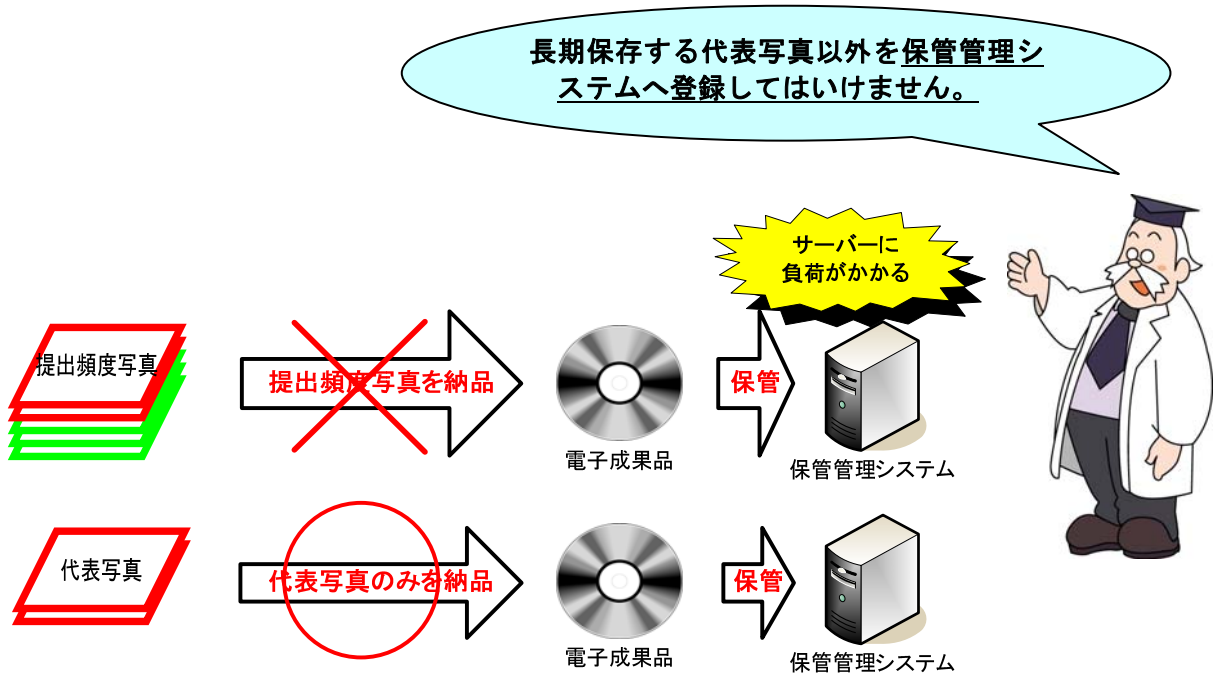 長期保存する代表写真以外を保管管理シ
ステムへ登録してはいけません。
サーバーに
負荷がかかる
提出頻度写真
提出頻度写真を納品
保管
電子成果品
保管管理システム
代表写真
代表写真のみを納品
保管
電子成果品
保管管理システム